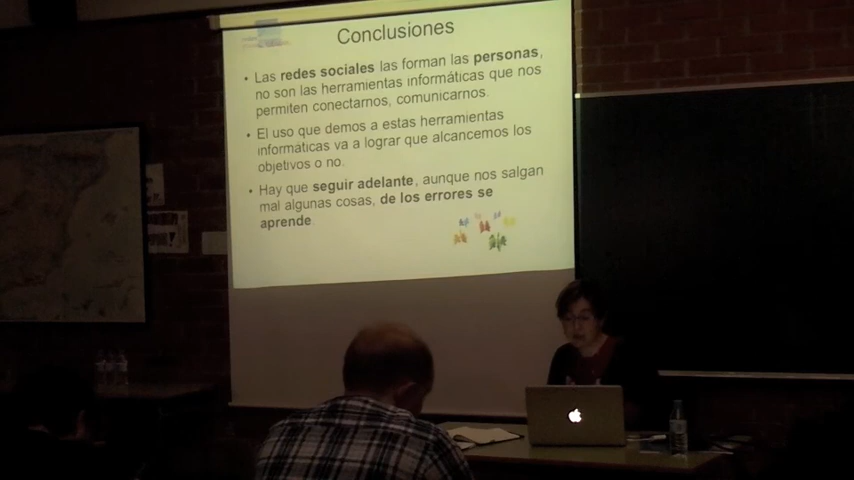 Conclusiones
• Las redes sociales las forman las personas,
no son las herramientas informáticas que nos
permiten conectarnos, comunicarnos.
• El uso que demos a estas herramientas
informáticas va a lograr que alcancemos los
objetivos o no.
• Hay que seguir adelante, aunque nos salgan
mal algunas cosas, de los errores se
aprende.